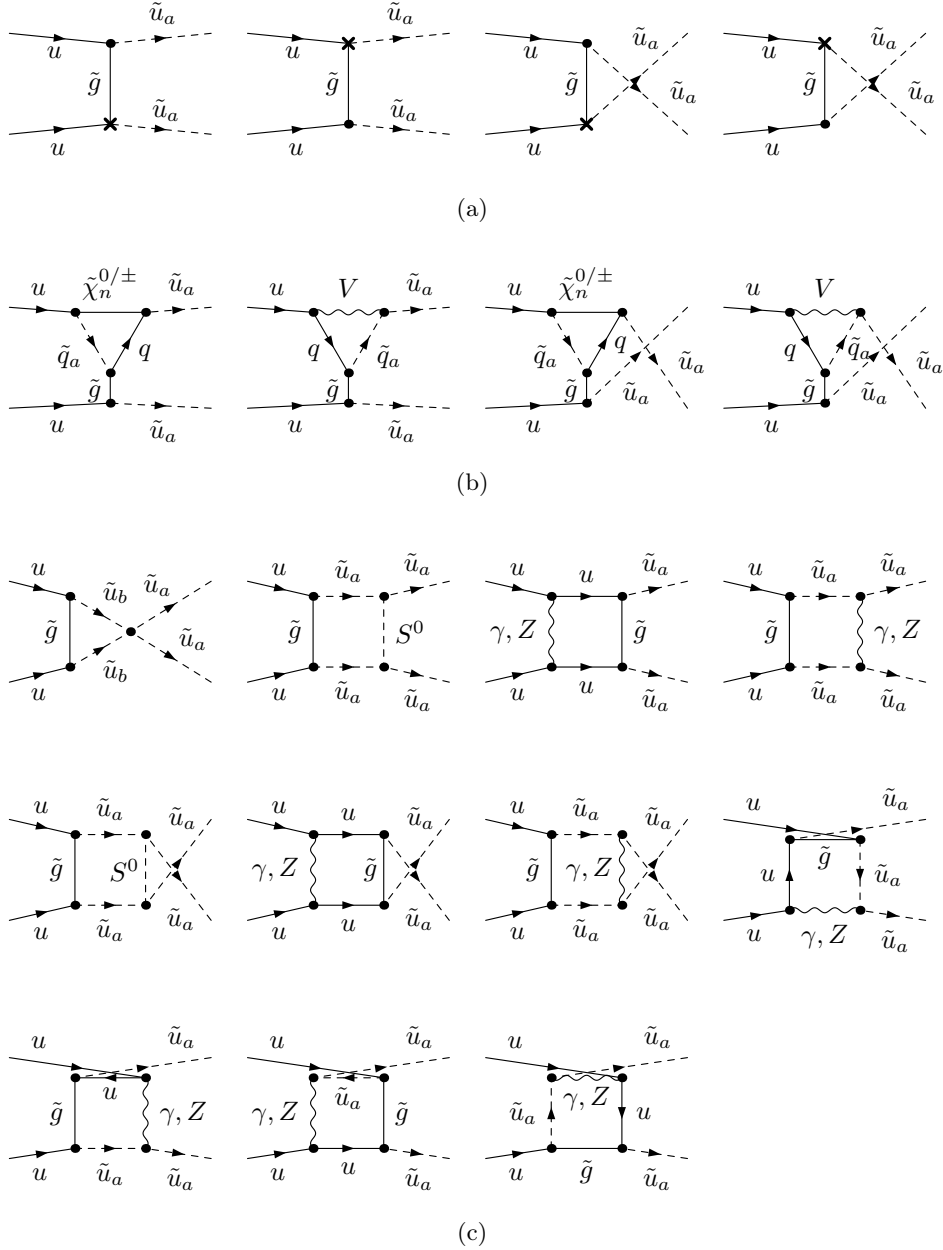 ũ_a ũ_a ũ_a ũ_a
u u u u
g̃ g̃ g̃ g̃
ũ_a ũ_a ũ_a ũ_a
u u u u
(a)
u χ̃_n^{0/±} ũ_a u V ũ_a u χ̃_n^{0/±} u V
q̃_a q q q̃_a q̃_a q q q̃_a
g̃ g̃ g̃ ũ_a ũ_a g̃ ũ_a ũ_a
u ũ_a u ũ_a u u
(b)
u ũ_b ũ_a u ũ_a ũ_a u u ũ_a u ũ_a ũ_a
g̃ ũ_a g̃ S^0 γ, Z g̃ g̃ γ, Z
u ũ_b u ũ_a ũ_a u u ũ_a u ũ_a ũ_a
u ũ_a ũ_a u u ũ_a u ũ_a ũ_a u ũ_a
g̃ S^0 γ, Z g̃ g̃ γ, Z u g̃ ũ_a
u ũ_a ũ_a u u ũ_a u ũ_a ũ_a u γ, Z ũ_a
u ũ_a u ũ_a u ũ_a
g̃ u γ, Z γ, Z ũ_a g̃ ũ_a γ, Z u
u ũ_a ũ_a u u ũ_a u g̃ ũ_a
(c)